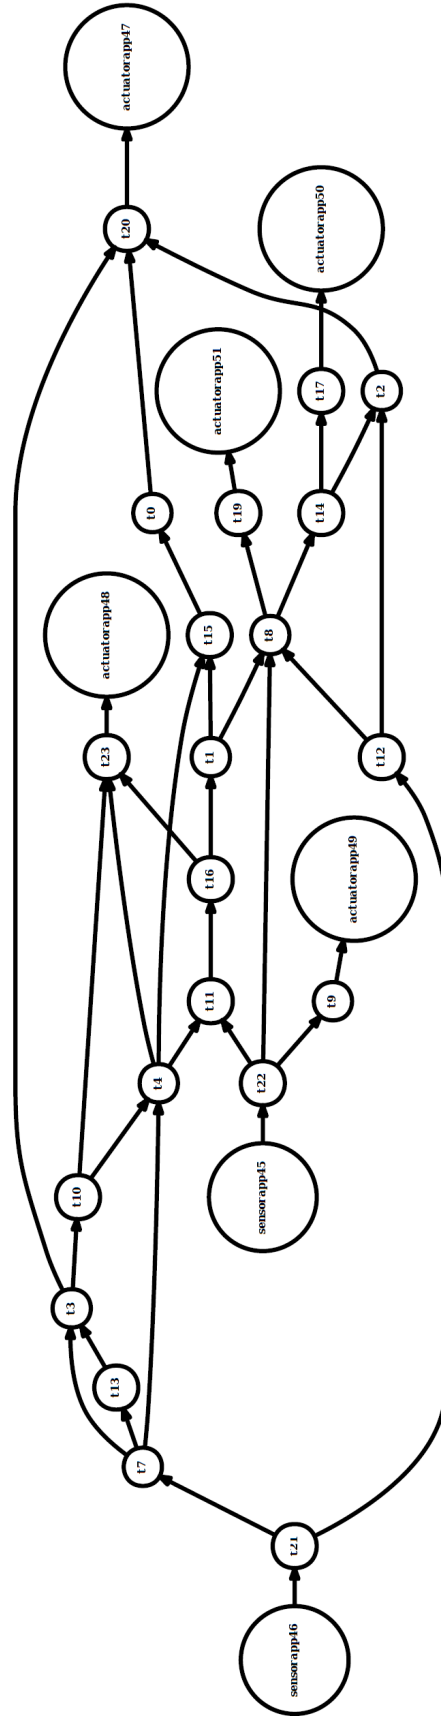 actuatorapp47
t20
actuatorapp50
actuatorapp51
t17
t2
t0
t19
t14
actuatorapp48
t15
t8
t23
t1
t12
t16
actuatorapp49
t11
t9
t4
t22
t10
sensorapp45
t3
t13
t7
t21
sensorapp46